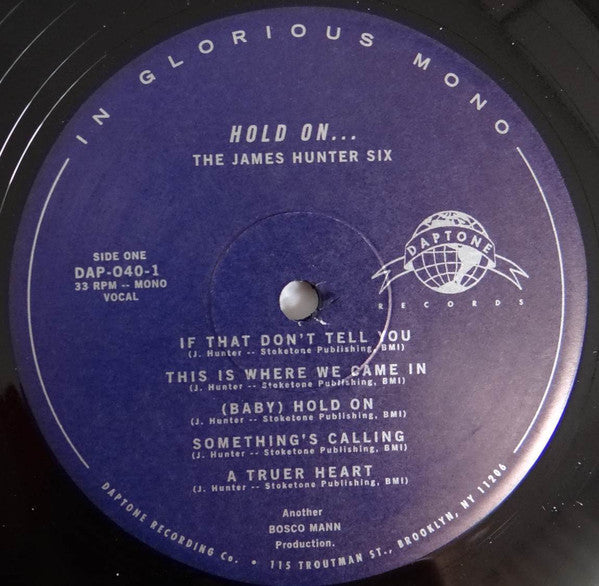 IN GLORIOUS MONO
HOLD ON...
THE JAMES HUNTER SIX
SIDE ONE
DAP-040-1
33 RPM -- MONO
VOCAL
DAPTONE
RECORDS
IF THAT DON'T TELL YOU
(J. Hunter -- Stoketone Publishing, BMI)
THIS IS WHERE WE CAME IN
(J. Hunter -- Stoketone Publishing, BMI)
(BABY) HOLD ON
(J. Hunter -- Stoketone Publishing, BMI)
SOMETHING'S CALLING
(J. Hunter -- Stoketone Publishing, BMI)
A TRUER HEART
(J. Hunter -- Stoketone Publishing, BMI)
Another
BOSCO MANN
Production.
DAPTONE RECORDING Co. • 115 TROUTMAN ST., BROOKLYN, NY 11206